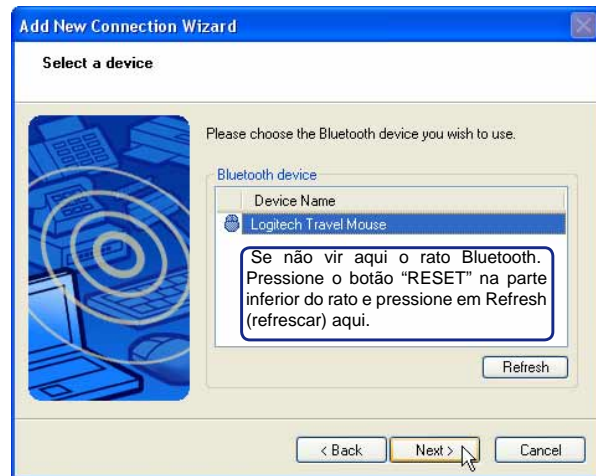 Add New Connection Wizard
Select a device
Please choose the Bluetooth device you wish to use.
Bluetooth device
Device Name
Logitech Travel Mouse
Se não vir aqui o rato Bluetooth.
Pressione o botão “RESET” na parte
inferior do rato e pressione em Refresh
(refrescar) aqui.
Refresh
< Back
Next >
Cancel